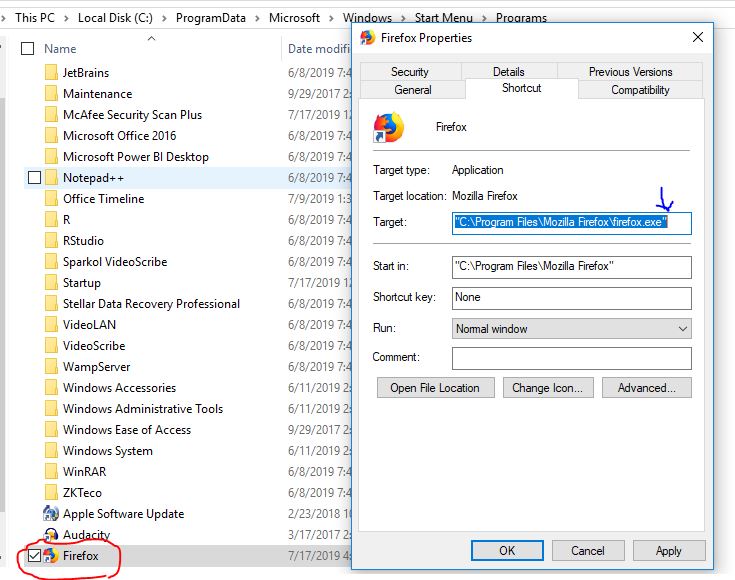 This PC > Local Disk (C:) > ProgramData > Microsoft > Windows > Start Menu > Programs
Name Date modifi
JetBrains 6/8/2019 7:4
Maintenance 9/29/2017 2:
McAfee Security Scan Plus 7/17/2019 12
Microsoft Office 2016 6/8/2019 7:4
Microsoft Power BI Desktop 6/8/2019 7:4
Notepad++ 6/8/2019 7:4
Office Timeline 7/9/2019 1:3
R 6/8/2019 7:4
RStudio 6/8/2019 7:4
Sparkol VideoScribe 6/8/2019 7:4
Startup 7/17/2019 12
Stellar Data Recovery Professional 6/8/2019 7:4
VideoLAN 6/8/2019 7:4
VideoScribe 6/8/2019 7:4
WampServer 6/8/2019 7:4
Windows Accessories 6/11/2019 2:
Windows Administrative Tools 6/11/2019 2:
Windows Ease of Access 9/29/2017 2:
Windows System 6/11/2019 2:
WinRAR 6/8/2019 7:4
ZKTeco 6/8/2019 7:4
Apple Software Update 2/23/2018 10
Audacity 3/17/2017 2:
Firefox 7/17/2019 4:
Firefox Properties
Security Details Previous Versions
General Shortcut Compatibility
Firefox
Target type: Application
Target location: Mozilla Firefox
Target: "C:\Program Files\Mozilla Firefox\firefox.exe"
Start in: "C:\Program Files\Mozilla Firefox"
Shortcut key: None
Run: Normal window
Comment:
Open File Location Change Icon... Advanced...
OK Cancel Apply